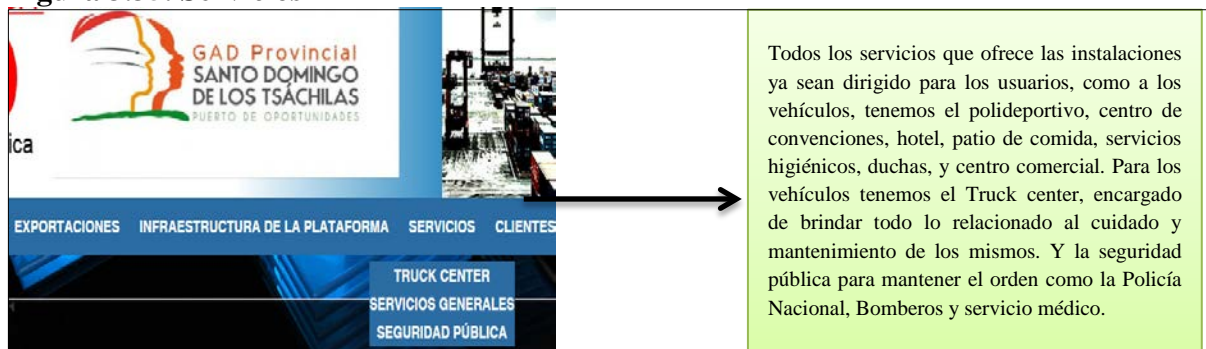 GAD Provincial
SANTO DOMINGO
DE LOS TSÁCHILAS
PUERTO DE OPORTUNIDADES
ica
EXPORTACIONES INFRAESTRUCTURA DE LA PLATAFORMA SERVICIOS CLIENTES
TRUCK CENTER
SERVICIOS GENERALES
SEGURIDAD PÚBLICA
Todos los servicios que ofrece las instalaciones
ya sean dirigido para los usuarios, como a los
vehículos, tenemos el polideportivo, centro de
convenciones, hotel, patio de comida, servicios
higiénicos, duchas, y centro comercial. Para los
vehículos tenemos el Truck center, encargado
de brindar todo lo relacionado al cuidado y
mantenimiento de los mismos. Y la seguridad
pública para mantener el orden como la Policía
Nacional, Bomberos y servicio médico.